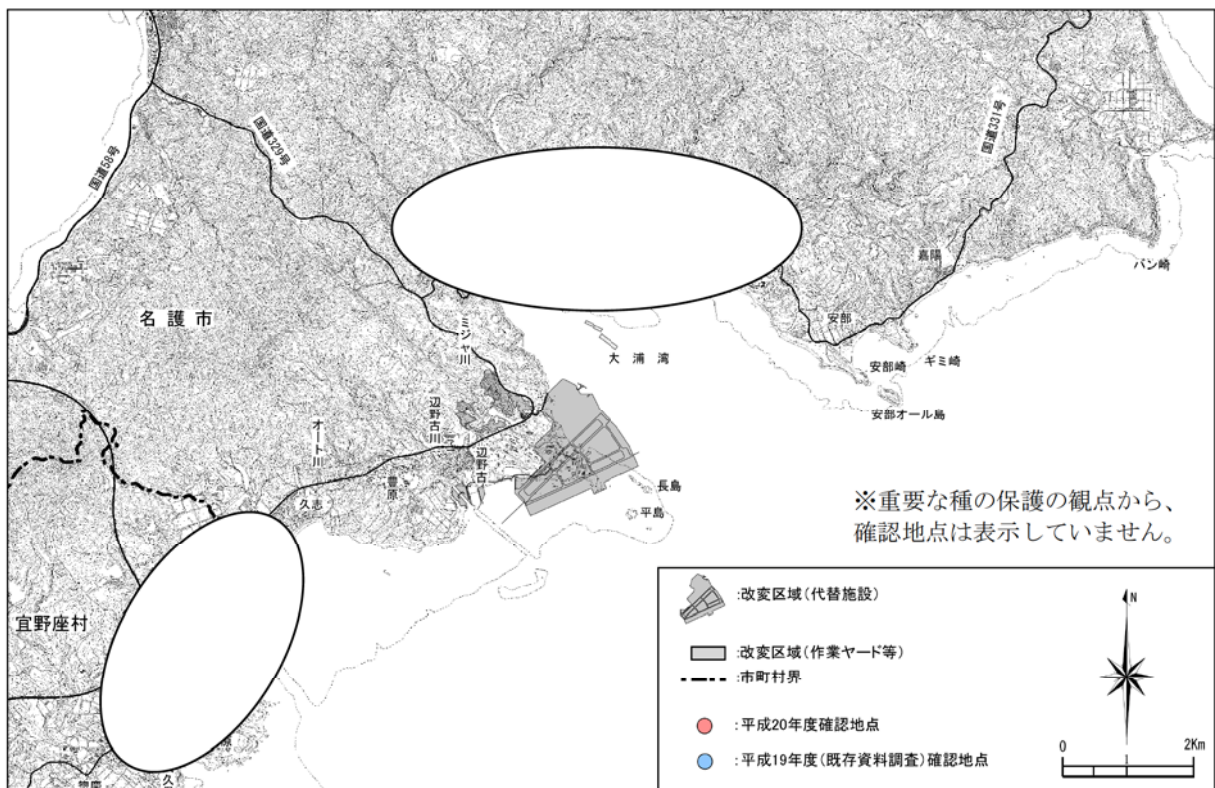 国道58号
国道329号
国道331号
嘉陽
バン崎
名護市
ミジャ川
安部
大浦湾
安部崎
ギミ崎
安部オール島
辺野古川
オート川
辺野古
豊原
久志
長島
平島
※重要な種の保護の観点から、
確認地点は表示していません。
宜野座村
:改変区域(代替施設)
:改変区域(作業ヤード等)
:市町村界
:平成20年度確認地点
:平成19年度(既存資料調査)確認地点
N
0
2Km